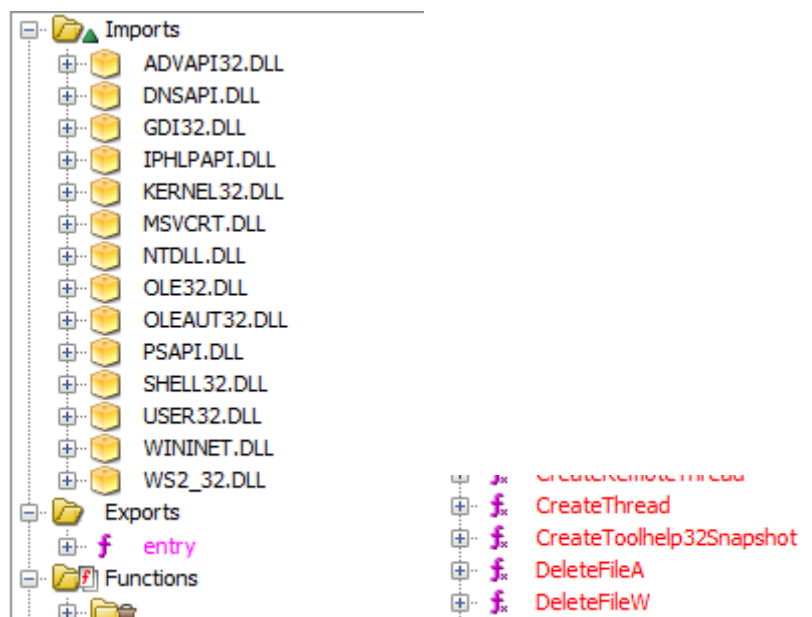 Imports
ADVAPI32.DLL
DNSAPI.DLL
GDI32.DLL
IPHLPAPI.DLL
KERNEL32.DLL
MSVCRT.DLL
NTDLL.DLL
OLE32.DLL
OLEAUT32.DLL
PSAPI.DLL
SHELL32.DLL
USER32.DLL
WININET.DLL
WS2_32.DLL
Exports
f entry
Functions
CreateRemoteThread
CreateThread
CreateToolhelp32Snapshot
DeleteFileA
DeleteFileW